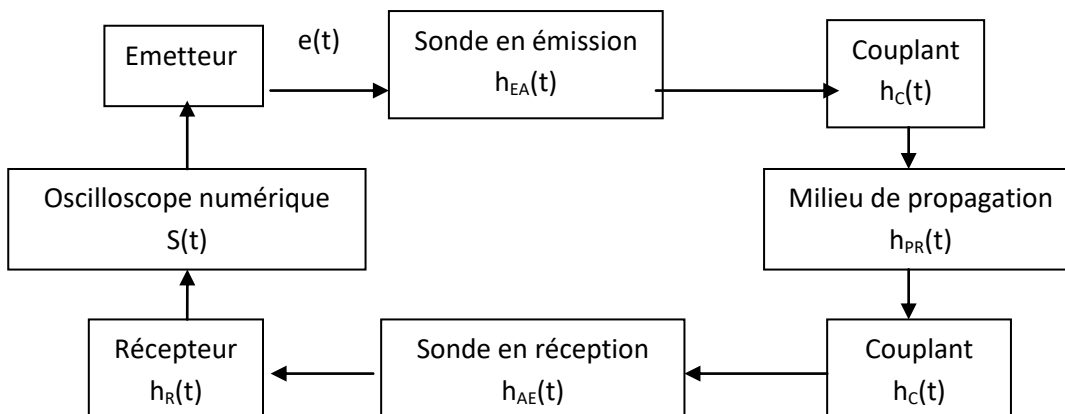 Emetteur
e(t)
Sonde en émission
h_EA(t)
Couplant
h_C(t)
Oscilloscope numérique
S(t)
Milieu de propagation
h_PR(t)
Récepteur
h_R(t)
Sonde en réception
h_AE(t)
Couplant
h_C(t)